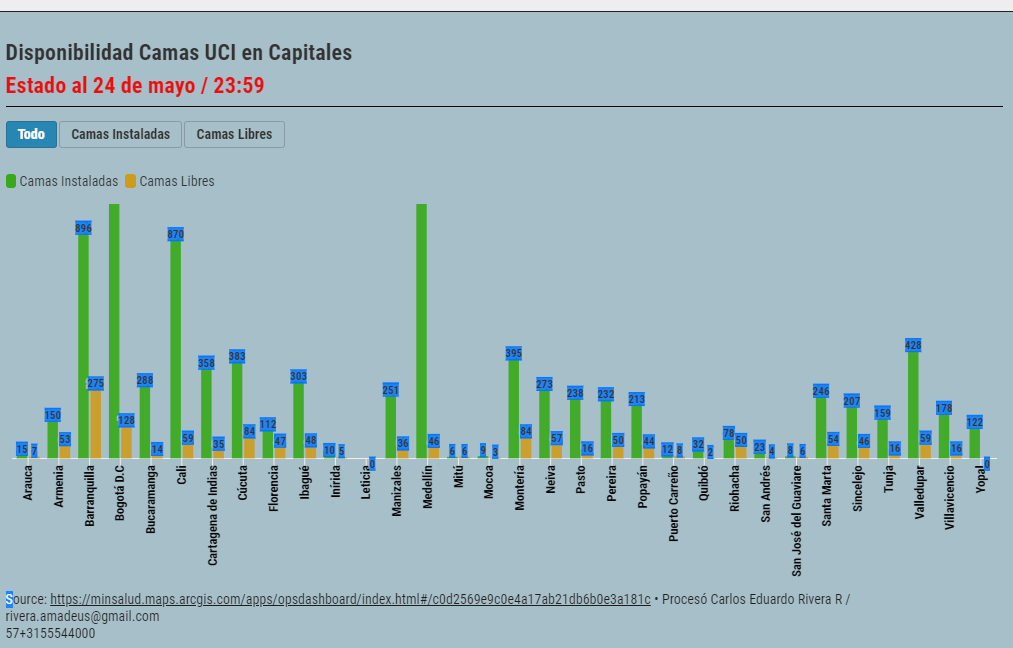 Disponibilidad Camas UCI en Capitales
Estado al 24 de mayo / 23:59
Todo Camas Instaladas Camas Libres
Camas Instaladas Camas Libres
15 7 150 53 896 275 128 288 14 870 59 358 35 383 84 112 47 303 48 10 5 0 251 36 46 6 6 9 3 395 84 273 57 238 16 232 50 213 44 12 8 32 2 78 50 23 4 8 6 246 54 207 46 159 16 428 59 178 16 122 0
Arauca
Armenia
Barranquilla
Bogotá D.C
Bucaramanga
Cali
Cartagena de Indias
Cúcuta
Florencia
Ibagué
Inírida
Leticia
Manizales
Medellín
Mitú
Mocoa
Montería
Neiva
Pasto
Pereira
Popayán
Puerto Carreño
Quibdó
Riohacha
San Andrés
San José del Guaviare
Santa Marta
Sincelejo
Tunja
Valledupar
Villavicencio
Yopal
Source: https://minsalud.maps.arcgis.com/apps/opsdashboard/index.html#/c0d2569e9c0e4a17ab21db6b0e3a181c • Procesó Carlos Eduardo Rivera R /
rivera.amadeus@gmail.com
57+3155544000